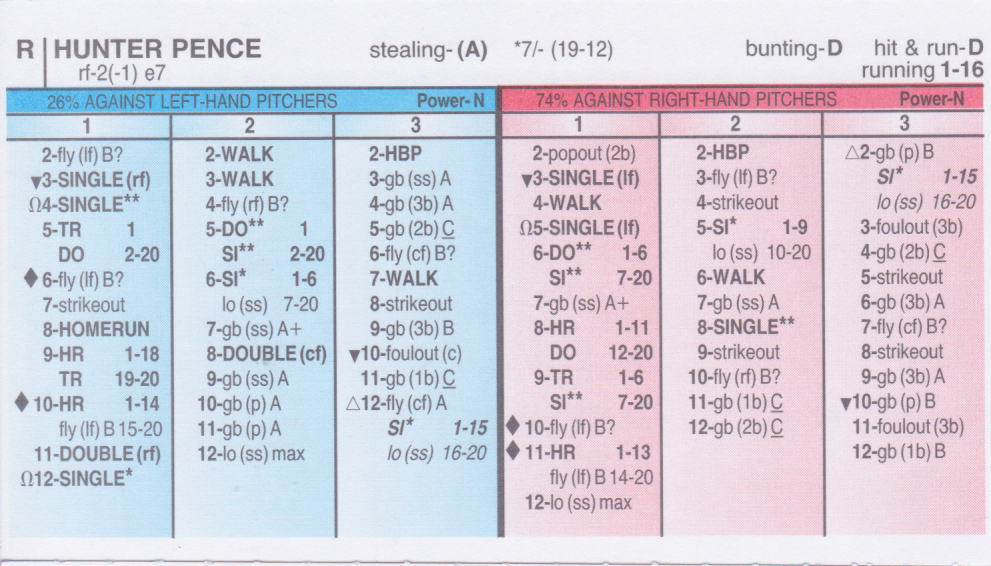 R | HUNTER PENCE stealing- (A) *7/- (19-12) bunting-D hit & run-D
rf-2(-1) e7 running 1-16
26% AGAINST LEFT-HAND PITCHERS Power- N
1 2 3
2-fly (lf) B?
▼3-SINGLE (rf)
Ω4-SINGLE**
5-TR 1
DO 2-20
◆6-fly (lf) B?
7-strikeout
8-HOMERUN
9-HR 1-18
TR 19-20
◆10-HR 1-14
fly (lf) B 15-20
11-DOUBLE (rf)
Ω12-SINGLE*
2-WALK
3-WALK
4-fly (rf) B?
5-DO** 1
SI** 2-20
6-SI* 1-6
lo (ss) 7-20
7-gb (ss) A+
8-DOUBLE (cf)
9-gb (ss) A
10-gb (p) A
11-gb (p) A
12-lo (ss) max
2-HBP
3-gb (ss) A
4-gb (3b) A
5-gb (2b) C
6-fly (cf) B?
7-WALK
8-strikeout
9-gb (3b) B
▼10-foulout (c)
11-gb (1b) C
△12-fly (cf) A
SI* 1-15
lo (ss) 16-20
74% AGAINST RIGHT-HAND PITCHERS Power-N
1 2 3
2-popout (2b)
▼3-SINGLE (lf)
4-WALK
Ω5-SINGLE (lf)
6-DO** 1-6
SI** 7-20
7-gb (ss) A+
8-HR 1-11
DO 12-20
9-TR 1-6
SI** 7-20
◆10-fly (lf) B?
◆11-HR 1-13
fly (lf) B 14-20
12-lo (ss) max
2-HBP
3-fly (lf) B?
4-strikeout
5-SI* 1-9
lo (ss) 10-20
6-WALK
7-gb (ss) A
8-SINGLE**
9-strikeout
10-fly (rf) B?
11-gb (1b) C
12-gb (2b) C
△2-gb (p) B
SI* 1-15
lo (ss) 16-20
3-foulout (3b)
4-gb (2b) C
5-strikeout
6-gb (3b) A
7-fly (cf) B?
8-strikeout
9-gb (3b) A
▼10-gb (p) B
11-foulout (3b)
12-gb (1b) B